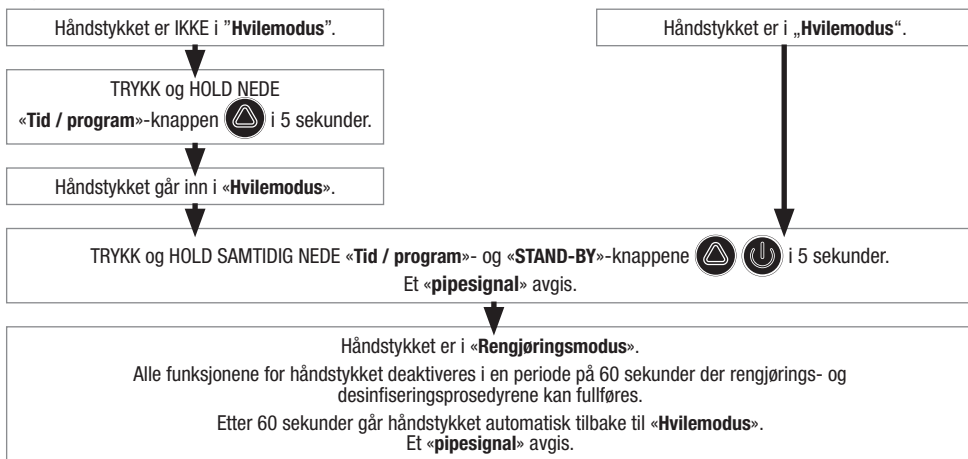 Håndstykket er IKKE i ”Hvilemodus”.
Håndstykket er i „Hvilemodus“.
TRYKK og HOLD NEDE
«Tid / program»-knappen i 5 sekunder.
Håndstykket går inn i «Hvilemodus».
TRYKK og HOLD SAMTIDIG NEDE «Tid / program»- og «STAND-BY»-knappene i 5 sekunder.
Et «pipesignal» avgis.
Håndstykket er i «Rengjøringsmodus».
Alle funksjonene for håndstykket deaktiveres i en periode på 60 sekunder der rengjørings- og
desinfiseringsprosedyrene kan fullføres.
Etter 60 sekunder går håndstykket automatisk tilbake til «Hvilemodus».
Et «pipesignal» avgis.